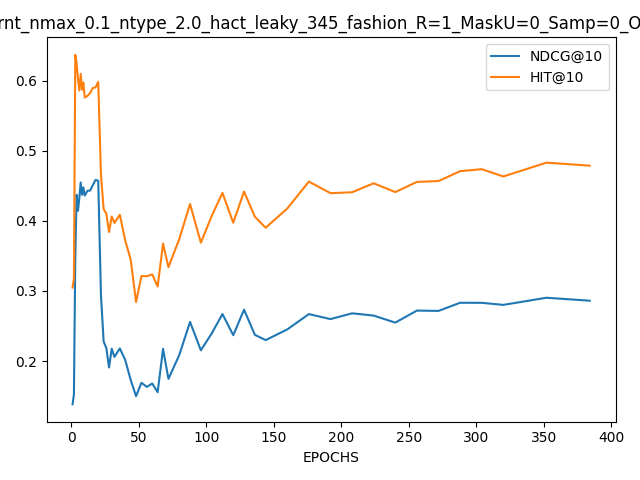 rnt_nmax_0.1_ntype_2.0_hact_leaky_345_fashion_R=1_MaskU=0_Samp=0_O
NDCG@10
HIT@10
0.6
0.5
0.4
0.3
0.2
0 50 100 150 200 250 300 350 400
EPOCHS